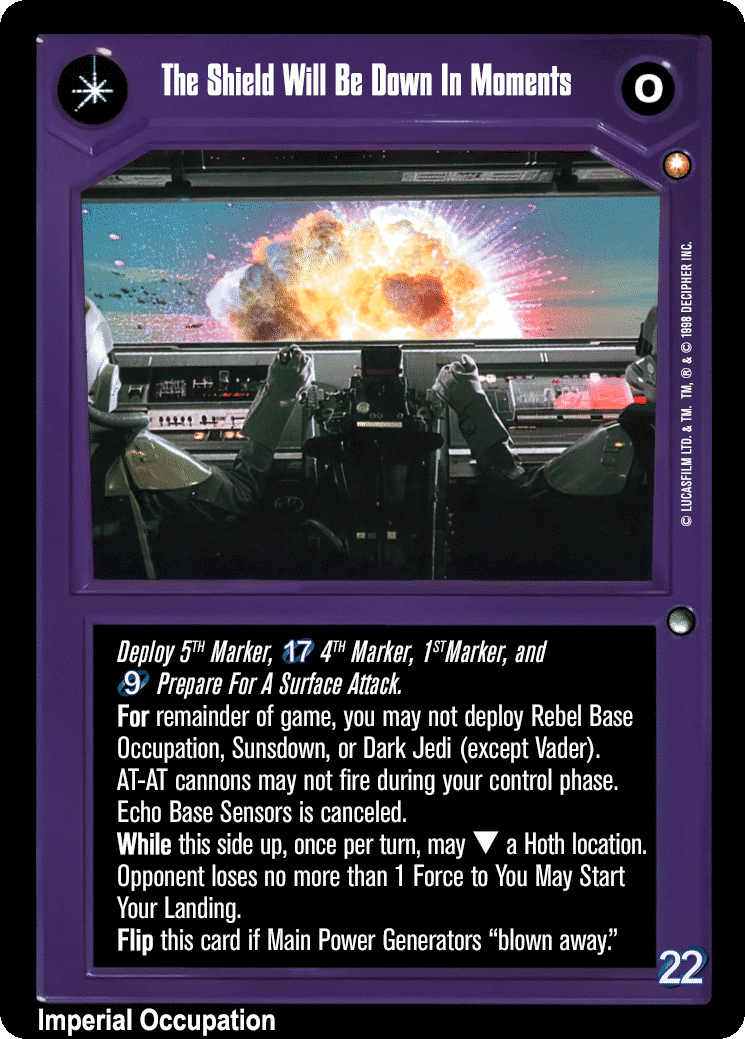 The Shield Will Be Down In Moments
O
© LUCASFILM LTD. & TM. TM, ® & © 1998 DECIPHER INC.
Deploy 5TH Marker, 17 4TH Marker, 1STMarker, and
9 Prepare For A Surface Attack.
For remainder of game, you may not deploy Rebel Base
Occupation, Sunsdown, or Dark Jedi (except Vader).
AT-AT cannons may not fire during your control phase.
Echo Base Sensors is canceled.
While this side up, once per turn, may ▼ a Hoth location.
Opponent loses no more than 1 Force to You May Start
Your Landing.
Flip this card if Main Power Generators “blown away.”
22
Imperial Occupation